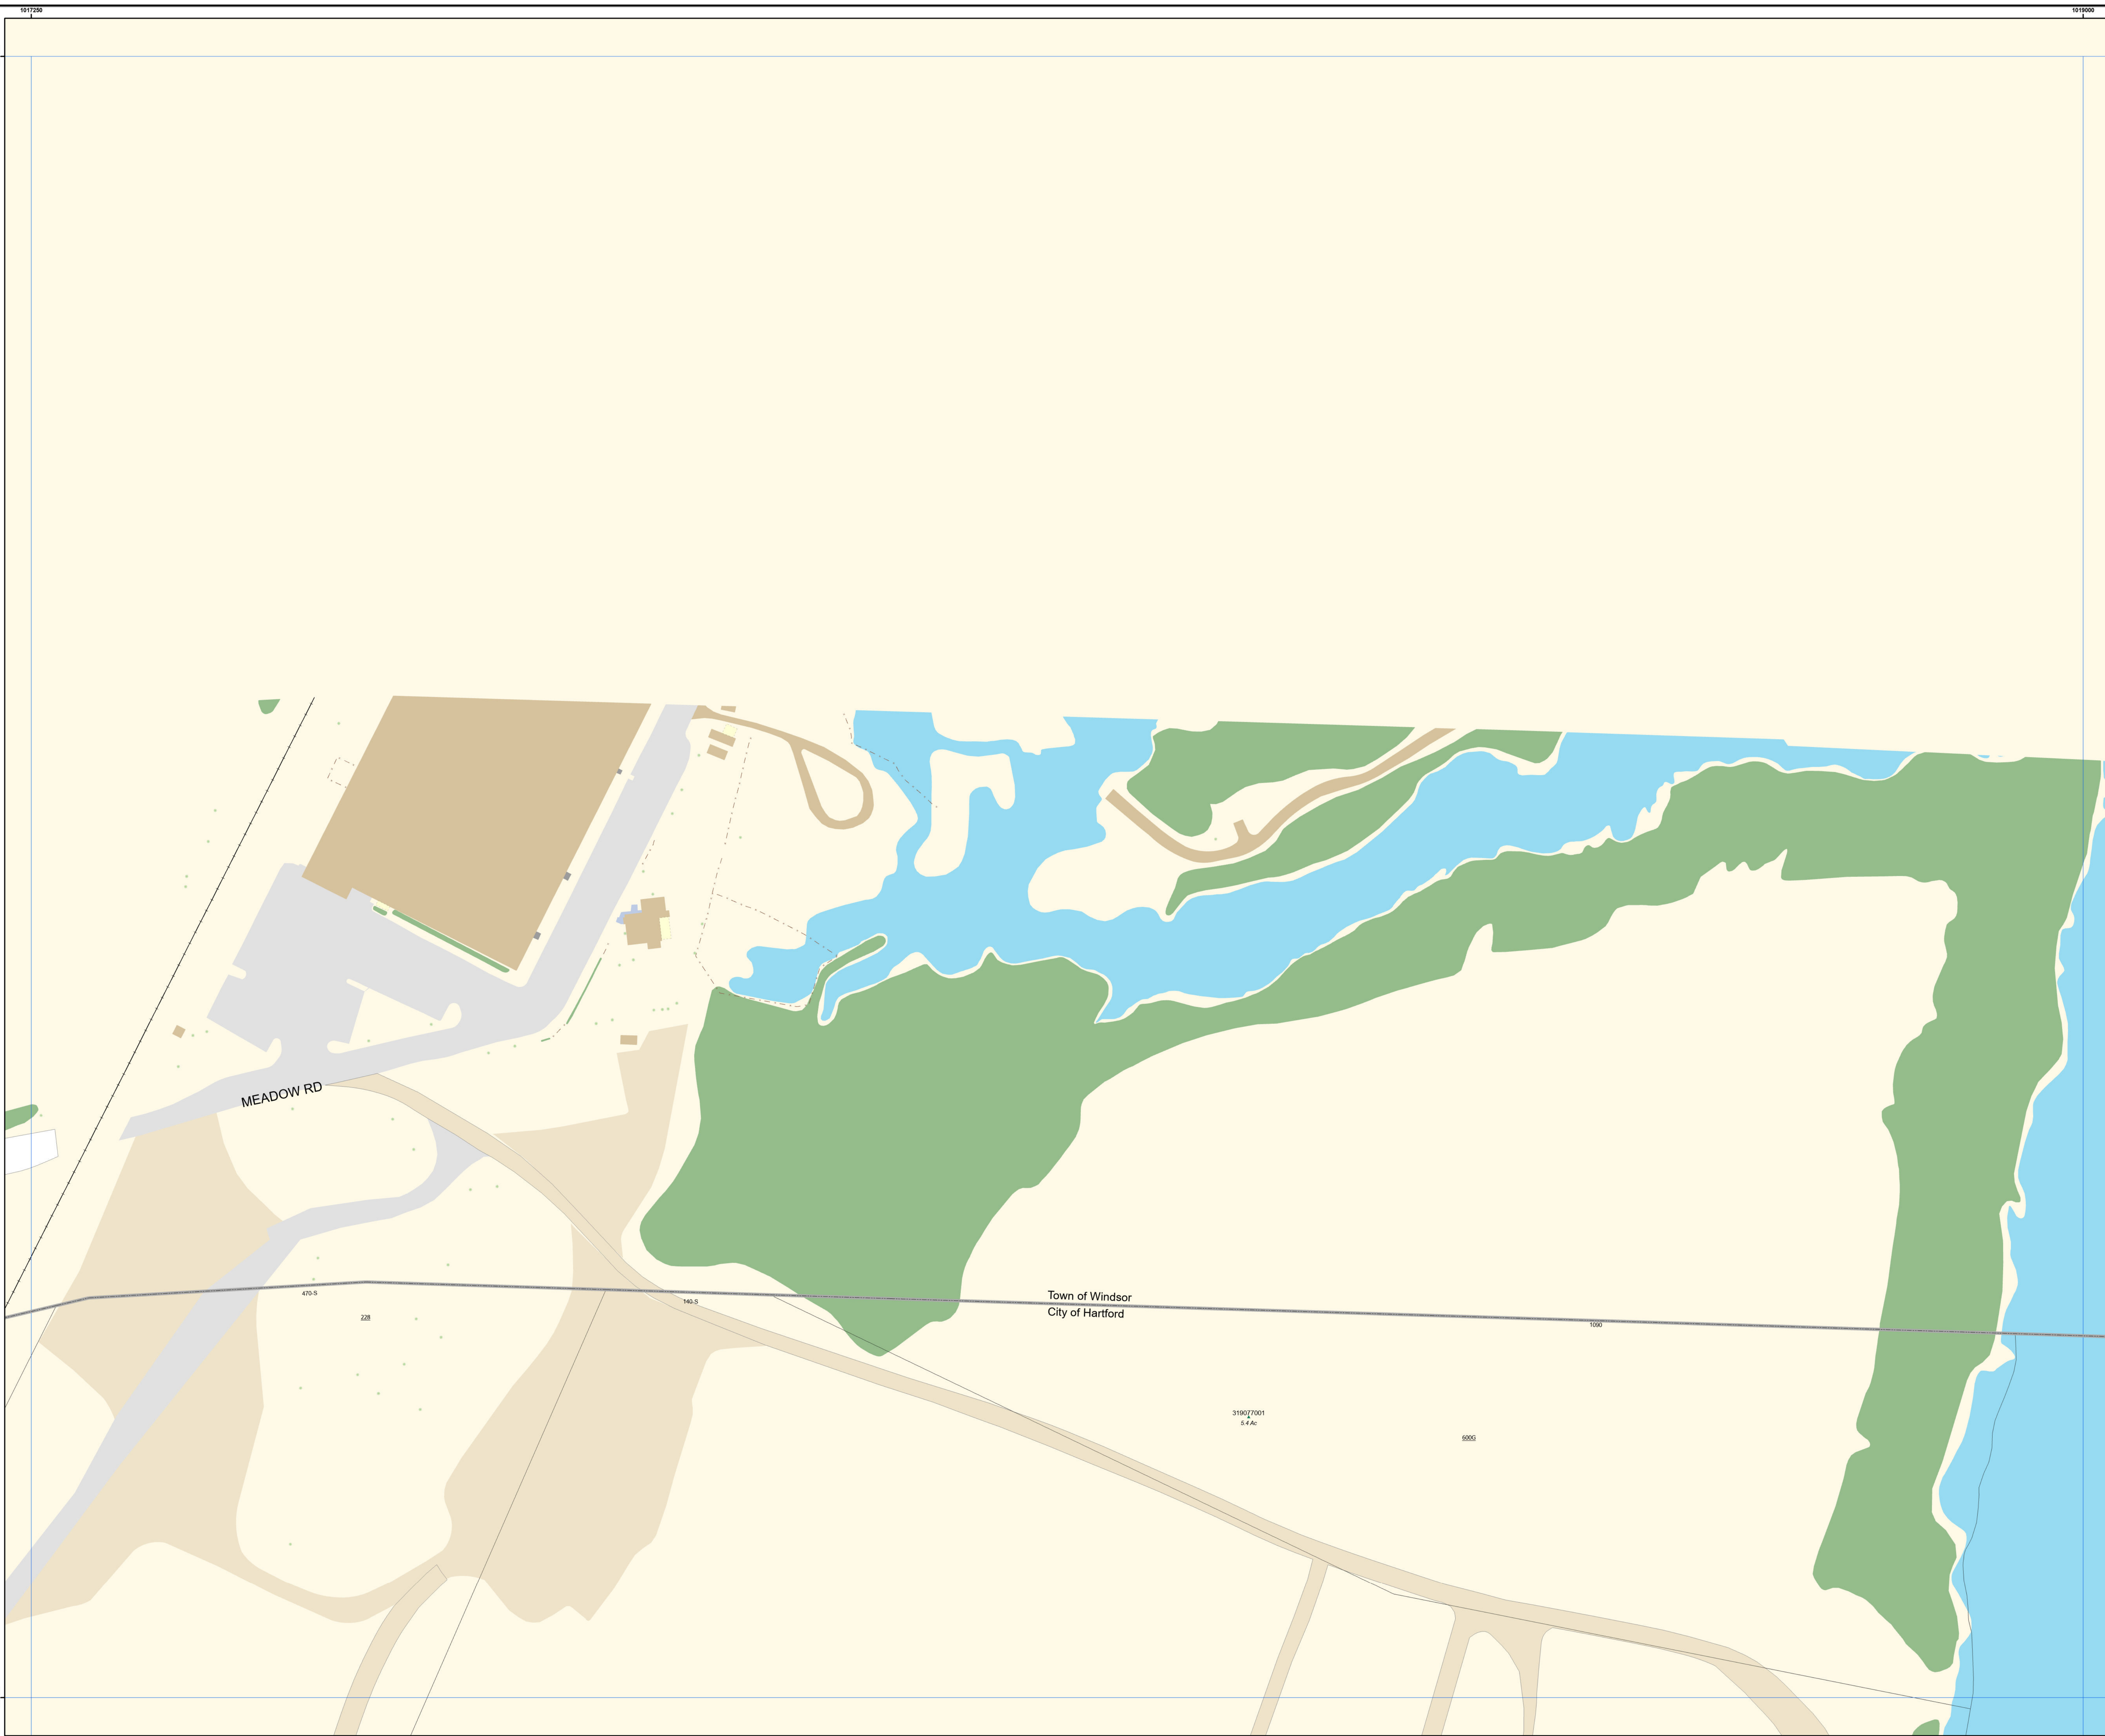 1017250
1019000
MEADOW RD
470-S
228
140-S
Town of Windsor
City of Hartford
1090
319077001
5.4 Ac
600G